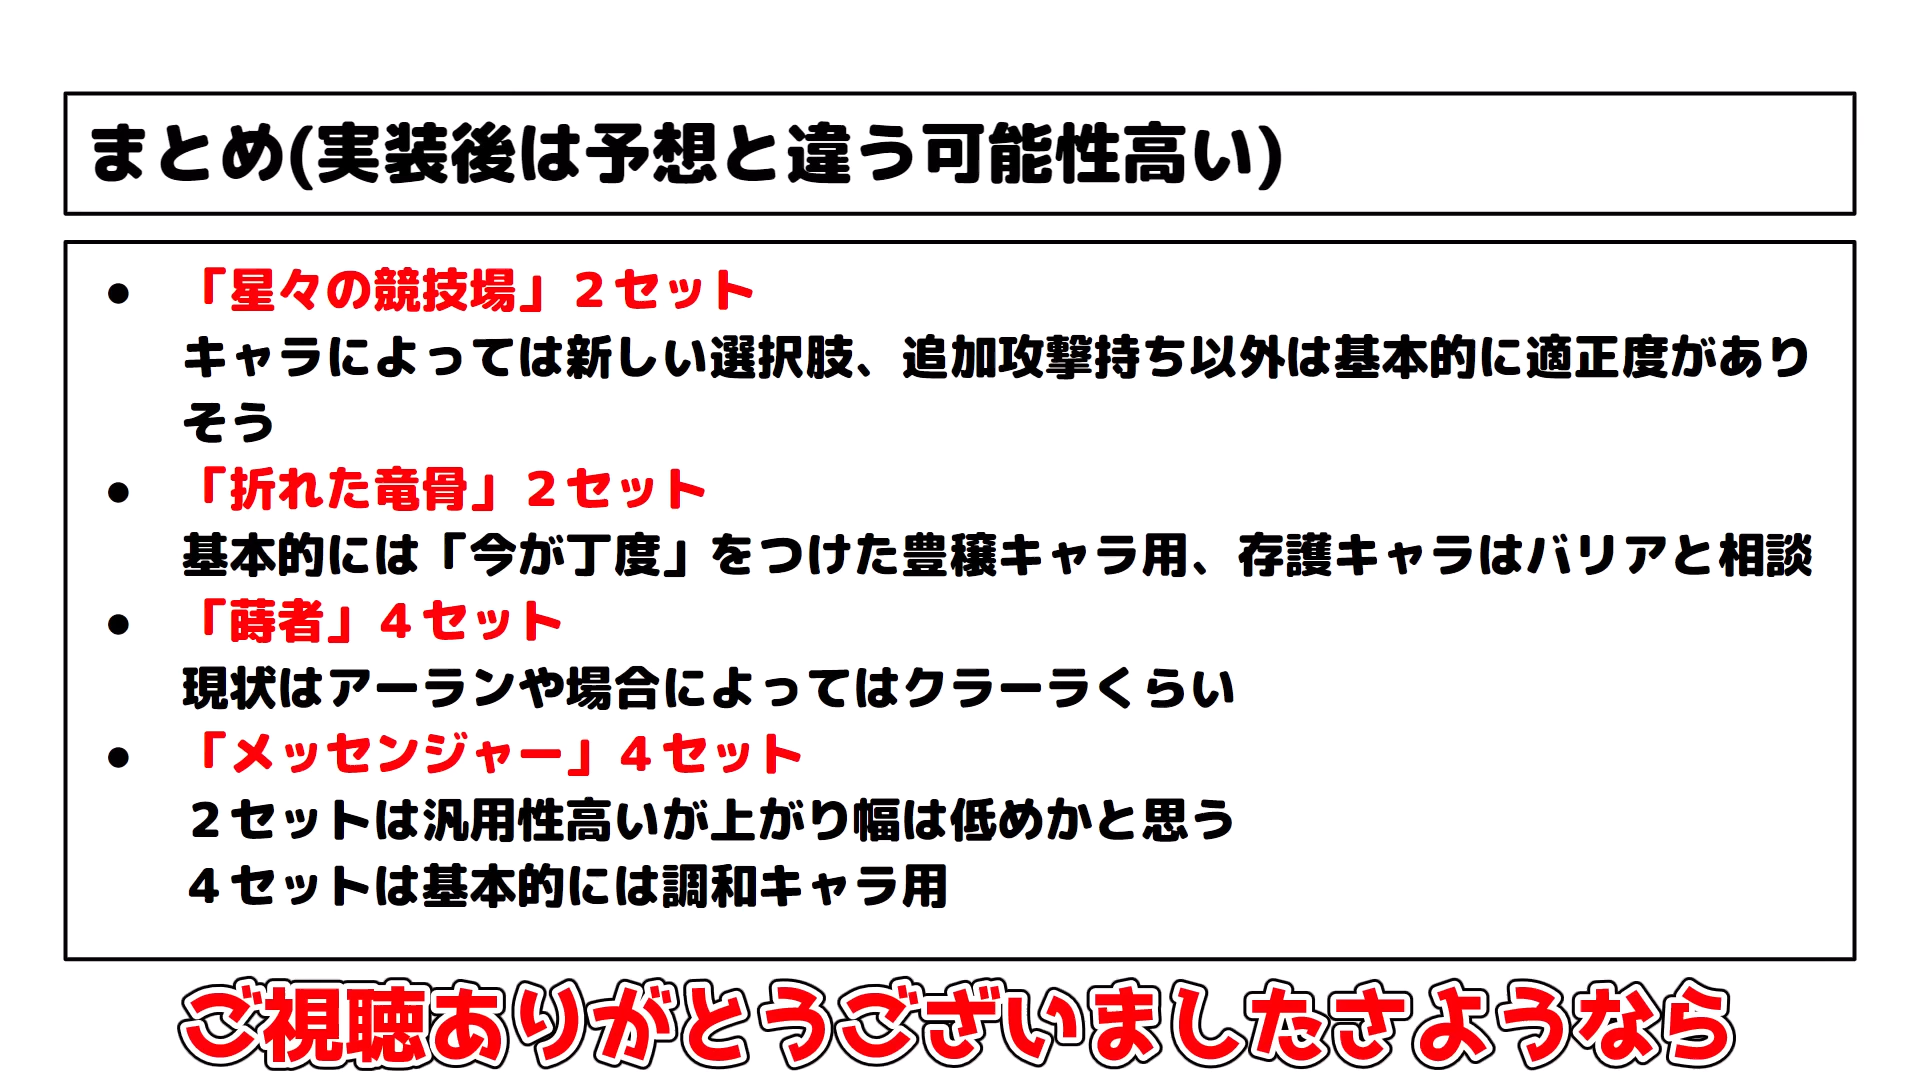 まとめ(実装後は予想と違う可能性高い)
● 「星々の競技場」２セット
キャラによっては新しい選択肢、追加攻撃持ち以外は基本的に適正度があり
そう
● 「折れた竜骨」２セット
基本的には「今が丁度」をつけた豊穣キャラ用、存護キャラはバリアと相談
● 「蒔者」４セット
現状はアーランや場合によってはクラーラくらい
● 「メッセンジャー」４セット
２セットは汎用性高いが上がり幅は低めかと思う
４セットは基本的には調和キャラ用
ご視聴ありがとうございましたさようなら